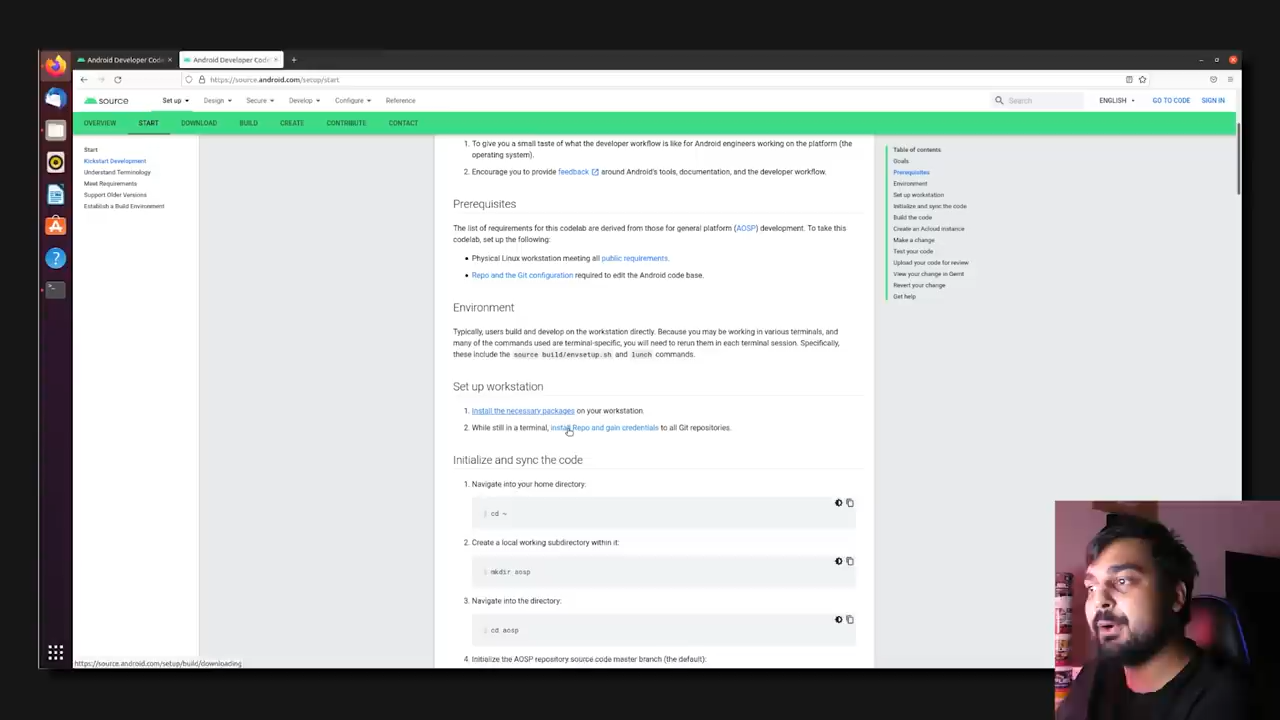 Android Developer Code
Android Developer Code
https://source.android.com/setup/start
source
Set up
Design
Secure
Develop
Configure
Reference
Search
ENGLISH
GO TO CODE
SIGN IN
OVERVIEW
START
DOWNLOAD
BUILD
CREATE
CONTRIBUTE
CONTACT
Start
Kickstart Development
Understand Terminology
Meet Requirements
Support Older Versions
Establish a Build Environment
1. To give you a small taste of what the developer workflow is like for Android engineers working on the platform (the
operating system).
2. Encourage you to provide feedback around Android's tools, documentation, and the developer workflow.
Prerequisites
The list of requirements for this codelab are derived from those for general platform (AOSP) development. To take this
codelab, set up the following:
• Physical Linux workstation meeting all public requirements.
• Repo and the Git configuration required to edit the Android code base.
Environment
Typically, users build and develop on the workstation directly. Because you may be working in various terminals, and
many of the commands used are terminal-specific, you will need to rerun them in each terminal session. Specifically,
these include the source build/envsetup.sh and lunch commands.
Set up workstation
1. Install the necessary packages on your workstation.
2. While still in a terminal, install Repo and gain credentials to all Git repositories.
Initialize and sync the code
1. Navigate into your home directory:
$ cd ~
2. Create a local working subdirectory within it:
$ mkdir aosp
3. Navigate into the directory:
$ cd aosp
4. Initialize the AOSP repository source code master branch (the default):
Table of contents
Goals
Prerequisites
Environment
Set up workstation
Initialize and sync the code
Build the code
Create an Acloud instance
Make a change
Test your code
Upload your code for review
View your change in Gerrit
Revert your change
Get help
https://source.android.com/setup/build/downloading